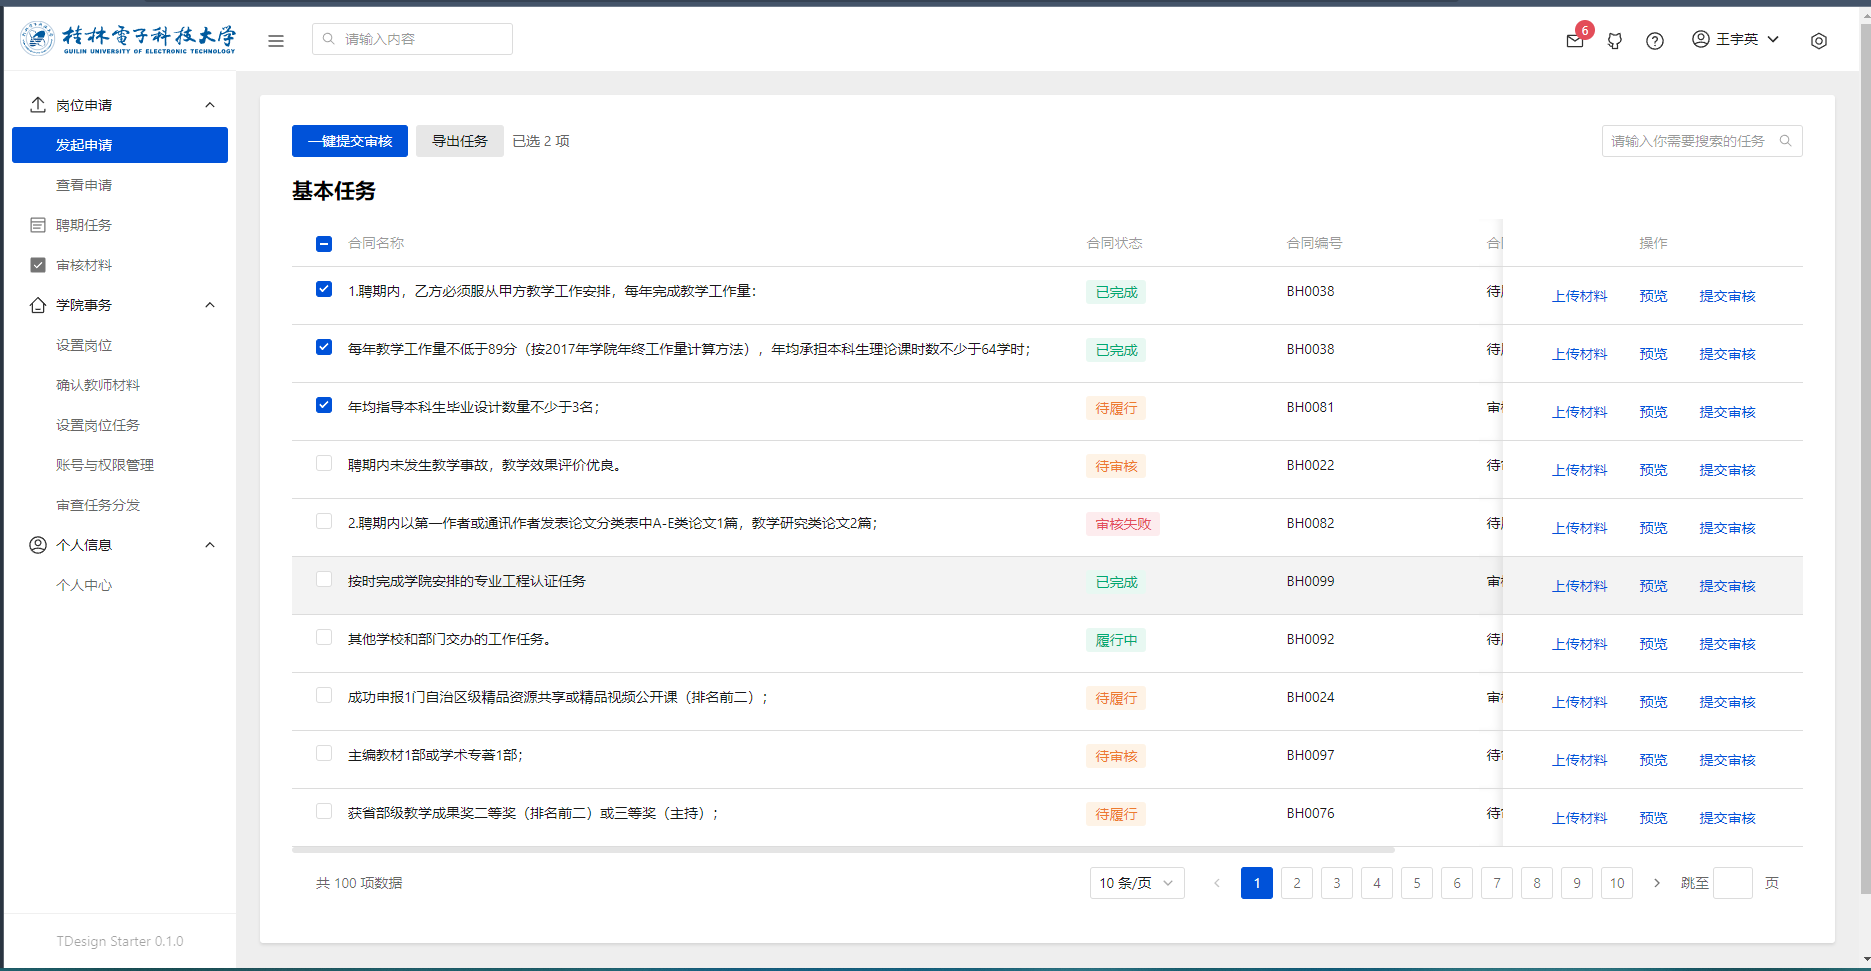 桂林電子科技大学
GUILIN UNIVERSITY OF ELECTRONIC TECHNOLOGY
请输入内容
6
王宇英
岗位申请
发起申请
查看申请
聘期任务
审核材料
学院事务
设置岗位
确认教师材料
设置岗位任务
账号与权限管理
审查任务分发
个人信息
个人中心
TDesign Starter 0.1.0
一键提交审核 导出任务 已选 2 项 请输入你需要搜索的任务
基本任务
合同名称 合同状态 合同编号 合 操作
1.聘期内，乙方必须服从甲方教学工作安排，每年完成教学工作量： 已完成 BH0038 待 上传材料 预览 提交审核
每年教学工作量不低于89分（按2017年学院年终工作量计算方法），年均承担本科生理论课时数不少于64学时； 已完成 BH0038 待 上传材料 预览 提交审核
年均指导本科生毕业设计数量不少于3名； 待履行 BH0081 审 上传材料 预览 提交审核
聘期内未发生教学事故，教学效果评价优良。 待审核 BH0022 待 上传材料 预览 提交审核
2.聘期内以第一作者或通讯作者发表论文分类表中A-E类论文1篇，教学研究类论文2篇； 审核失败 BH0082 待 上传材料 预览 提交审核
按时完成学院安排的专业工程认证任务 已完成 BH0099 审 上传材料 预览 提交审核
其他学校和部门交办的工作任务。 履行中 BH0092 待 上传材料 预览 提交审核
成功申报1门自治区级精品资源共享或精品视频公开课（排名前二）； 待履行 BH0024 审 上传材料 预览 提交审核
主编教材1部或学术专著1部； 待审核 BH0097 待 上传材料 预览 提交审核
获省部级教学成果奖二等奖（排名前二）或三等奖（主持）； 待履行 BH0076 待 上传材料 预览 提交审核
共 100 项数据 10 条/页 1 2 3 4 5 6 7 8 9 10 跳至 页